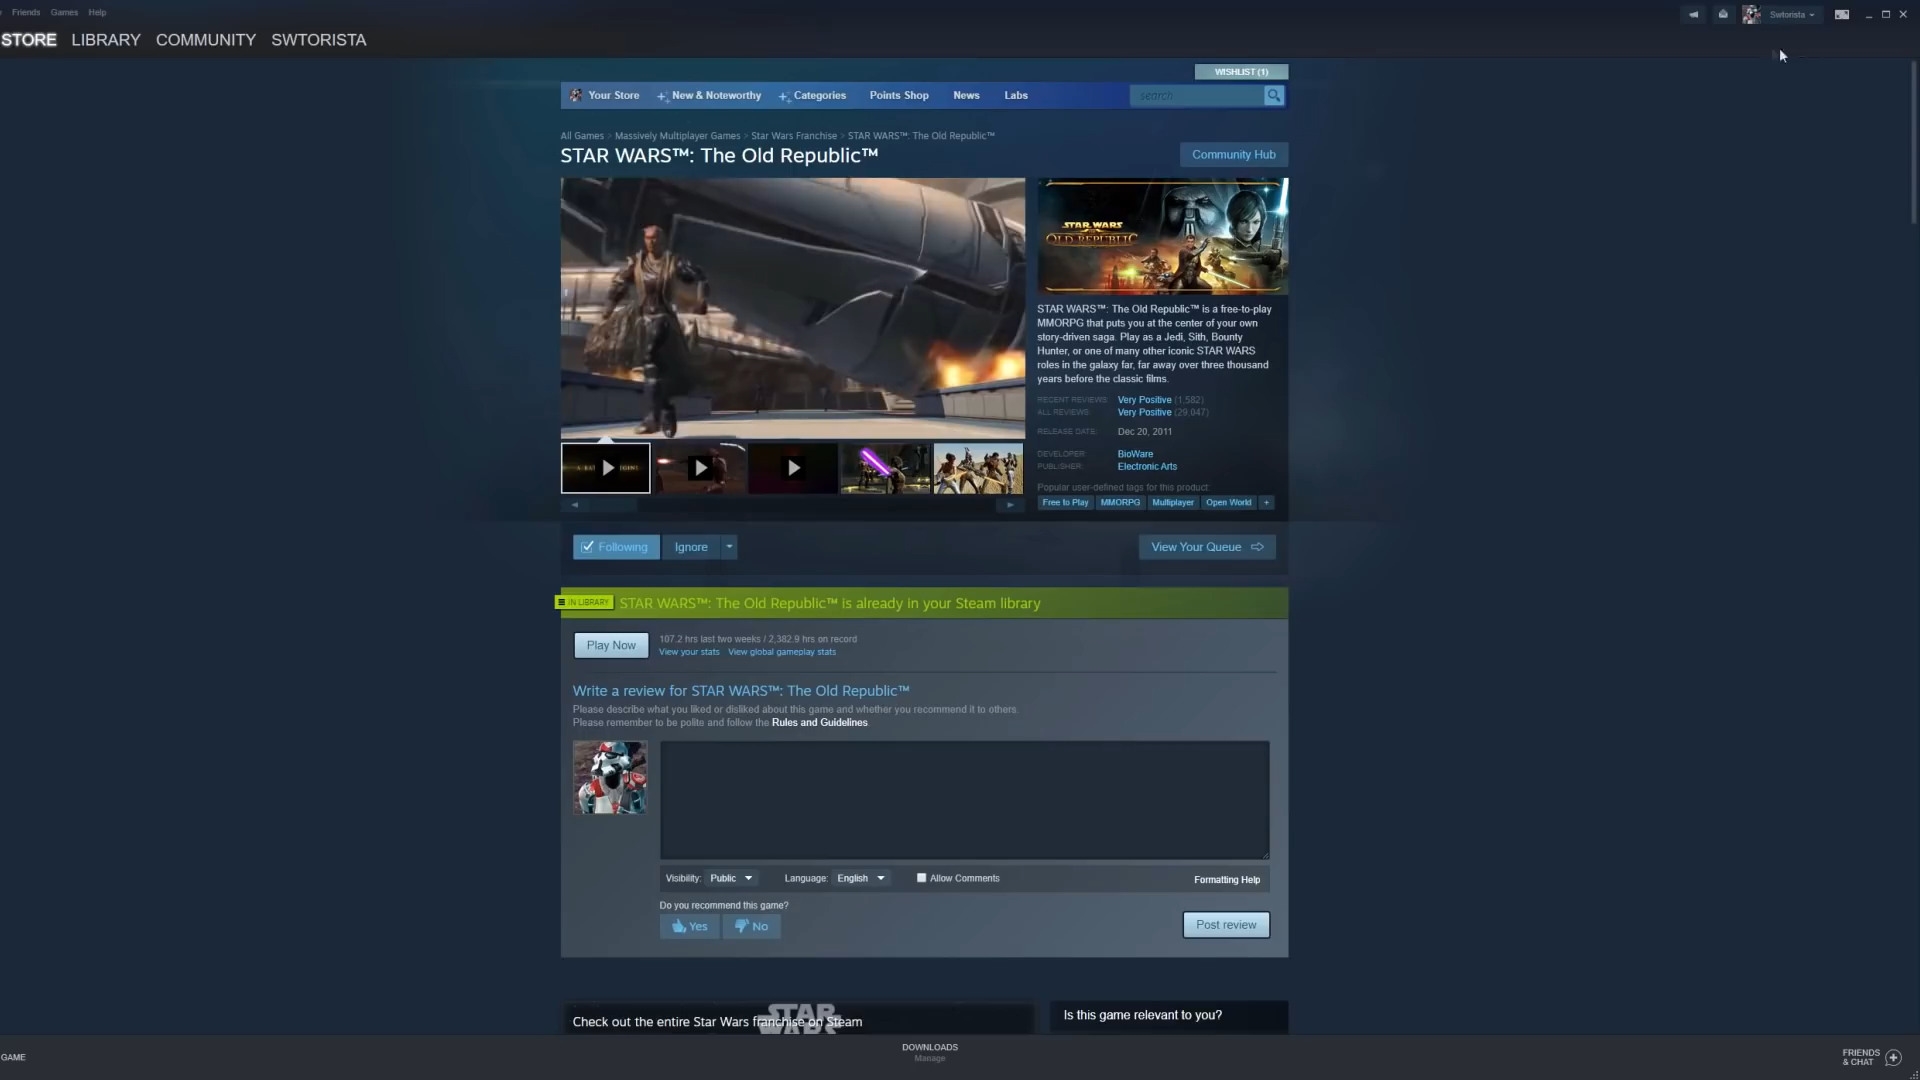 Friends Games Help
Swtorista
STORE LIBRARY COMMUNITY SWTORISTA
WISHLIST (1)
Your Store New & Noteworthy Categories Points Shop News Labs
search
All Games > Massively Multiplayer Games > Star Wars Franchise > STAR WARS™: The Old Republic™
STAR WARS™: The Old Republic™
Community Hub
STAR WARS
THE OLD REPUBLIC
STAR WARS™: The Old Republic™ is a free-to-play
MMORPG that puts you at the center of your own
story-driven saga. Play as a Jedi, Sith, Bounty
Hunter, or one of many other iconic STAR WARS
roles in the galaxy far, far away over three thousand
years before the classic films.
RECENT REVIEWS: Very Positive (1,582)
ALL REVIEWS: Very Positive (29,047)
RELEASE DATE: Dec 20, 2011
DEVELOPER: BioWare
PUBLISHER: Electronic Arts
Popular user-defined tags for this product:
Free to Play MMORPG Multiplayer Open World +
Following Ignore
View Your Queue
IN LIBRARY STAR WARS™: The Old Republic™ is already in your Steam library
Play Now
107.2 hrs last two weeks / 2,382.9 hrs on record
View your stats View global gameplay stats
Write a review for STAR WARS™: The Old Republic™
Please describe what you liked or disliked about this game and whether you recommend it to others.
Please remember to be polite and follow the Rules and Guidelines.
Visibility: Public Language: English Allow Comments Formatting Help
Do you recommend this game?
Yes No
Post review
STAR WARS
Check out the entire Star Wars franchise on Steam
Is this game relevant to you?
GAME
DOWNLOADS
Manage
FRIENDS
& CHAT